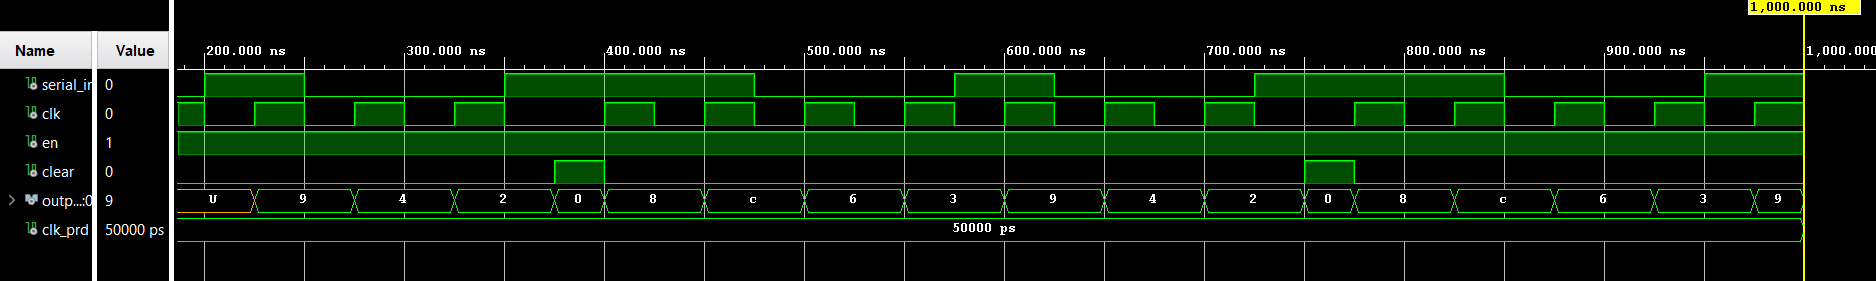 1,000.000 ns
Name Value 200.000 ns 300.000 ns 400.000 ns 500.000 ns 600.000 ns 700.000 ns 800.000 ns 900.000 ns 1,000.000
serial_ir 0
clk 0
en 1
clear 0
outp...:0 9 U 9 4 2 0 8 c 6 3 9 4 2 0 8 c 6 3 9
clk_prd 50000 ps 50000 ps